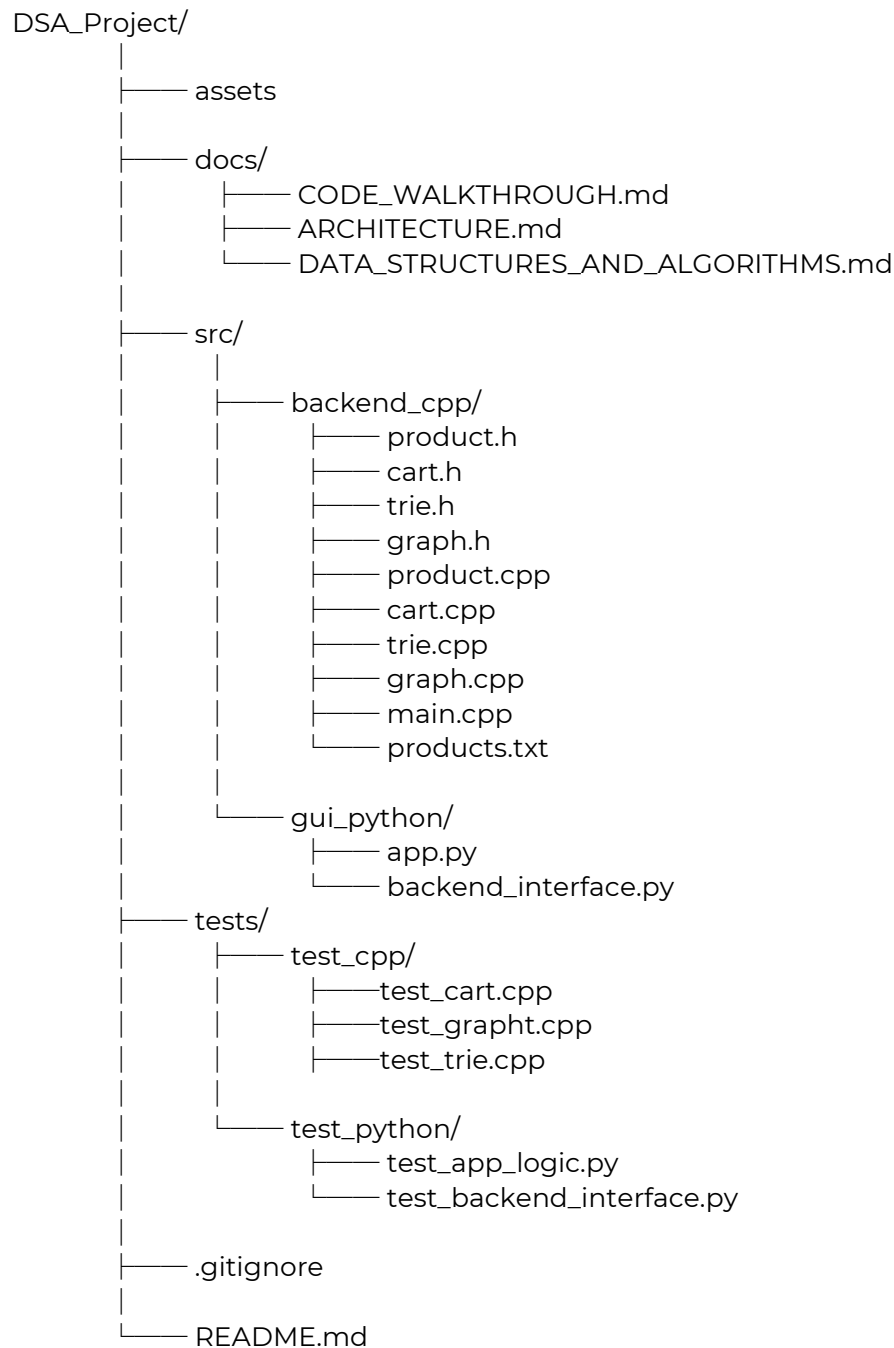 DSA_Project/
assets
docs/
CODE_WALKTHROUGH.md
ARCHITECTURE.md
DATA_STRUCTURES_AND_ALGORITHMS.md
src/
backend_cpp/
product.h
cart.h
trie.h
graph.h
product.cpp
cart.cpp
trie.cpp
graph.cpp
main.cpp
products.txt
gui_python/
app.py
backend_interface.py
tests/
test_cpp/
test_cart.cpp
test_grapht.cpp
test_trie.cpp
test_python/
test_app_logic.py
test_backend_interface.py
.gitignore
README.md